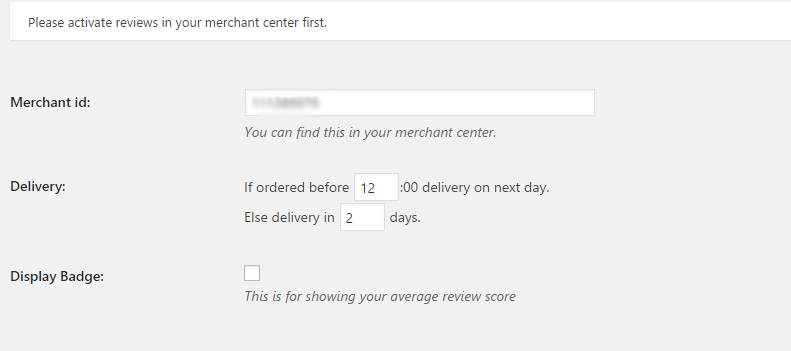 Please activate reviews in your merchant center first.
Merchant id:
You can find this in your merchant center.
Delivery: If ordered before 12 :00 delivery on next day.
Else delivery in 2 days.
Display Badge:
This is for showing your average review score